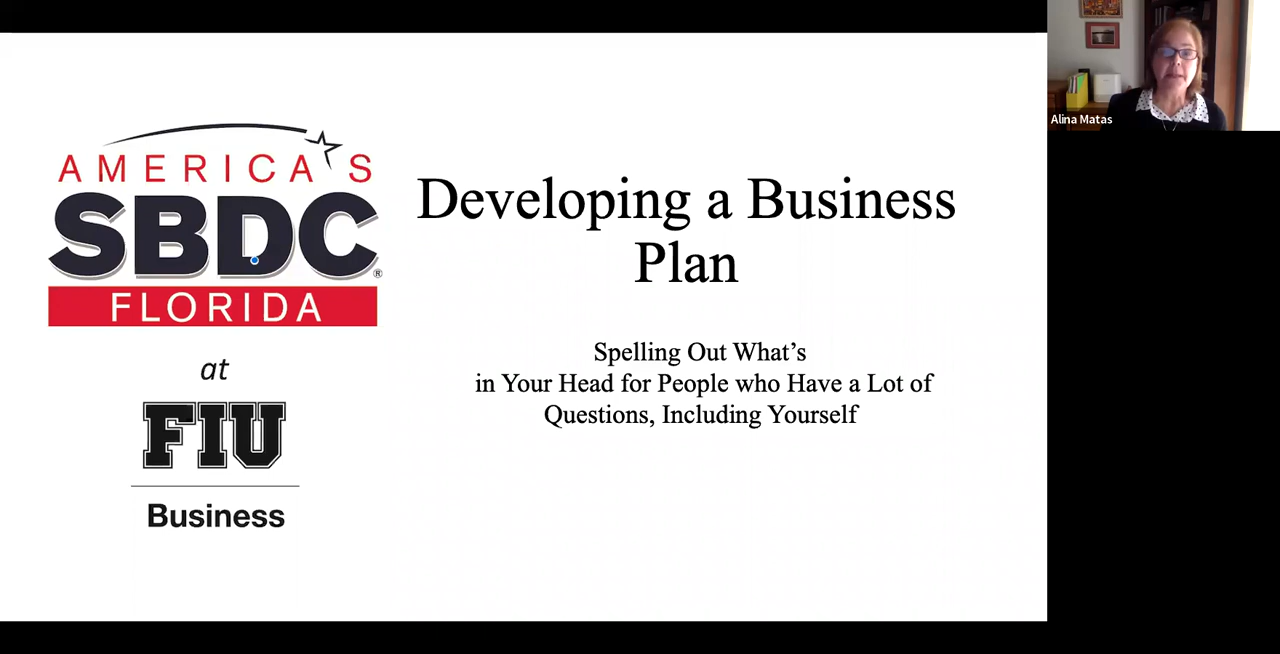 AMERICA'S
SBDC®
FLORIDA
at
FIU
Business
Developing a Business
Plan
Spelling Out What's
in Your Head for People who Have a Lot of
Questions, Including Yourself
Alina Matas